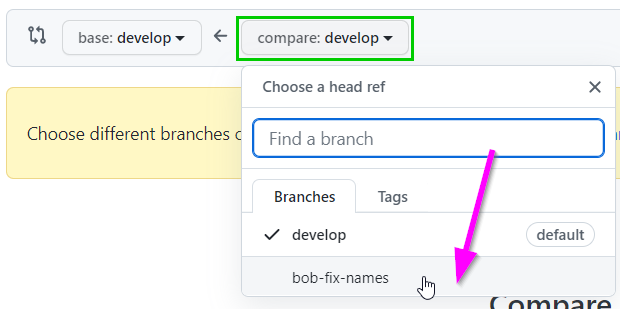 base: develop
compare: develop
Choose a head ref
Choose different branches
Find a branch
Branches
Tags
develop
default
bob-fix-names
Compare